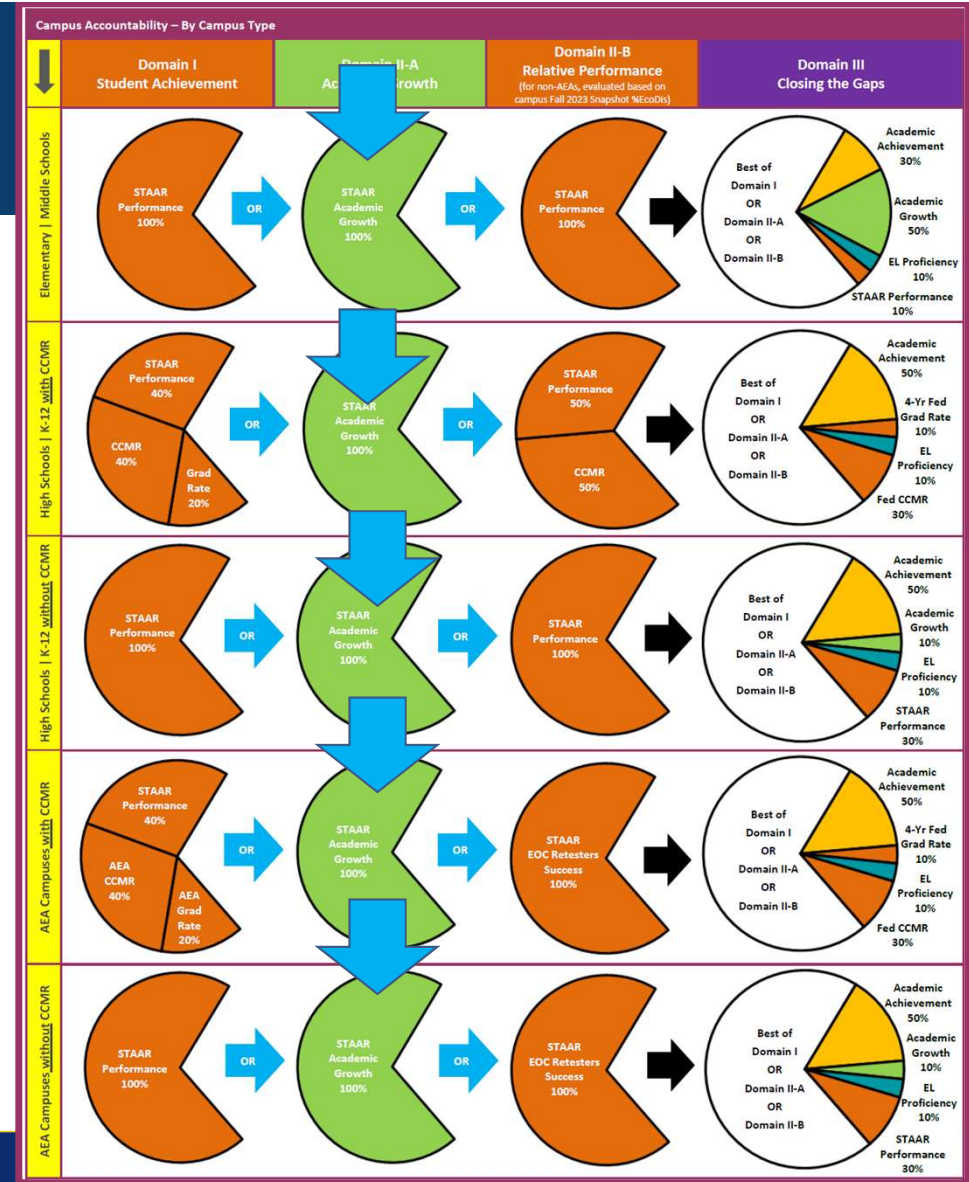 Campus Accountability – By Campus Type
Domain I
Student Achievement
II-A
Growth
Domain II-B
Relative Performance
(for non-AEAs, evaluated based on
campus Fall 2023 Snapshot %EcoDis)
Domain III
Closing the Gaps
Elementary | Middle Schools
STAAR
Performance
100%
OR
STAAR
Academic
Growth
100%
OR
STAAR
Performance
100%
Best of
Domain I
OR
Domain II-A
OR
Domain II-B
Academic
Achievement
30%
Academic
Growth
50%
EL Proficiency
10%
STAAR Performance
10%
High Schools | K-12 with CCMR
STAAR
Performance
40%
CCMR
40%
Grad
Rate
20%
OR
STAAR
Academic
Growth
100%
OR
STAAR
Performance
50%
CCMR
50%
Best of
Domain I
OR
Domain II-A
OR
Domain II-B
Academic
Achievement
50%
4-Yr Fed
Grad Rate
10%
EL
Proficiency
10%
Fed CCMR
30%
High Schools | K-12 without CCMR
STAAR
Performance
100%
OR
STAAR
Academic
Growth
100%
OR
STAAR
Performance
100%
Best of
Domain I
OR
Domain II-A
OR
Domain II-B
Academic
Achievement
50%
Academic
Growth
10%
EL
Proficiency
10%
STAAR
Performance
30%
AEA Campuses with CCMR
STAAR
Performance
40%
AEA
CCMR
40%
AEA
Grad
Rate
20%
OR
STAAR
Academic
Growth
100%
OR
STAAR
EOC Retesters
Success
100%
Best of
Domain I
OR
Domain II-A
OR
Domain II-B
Academic
Achievement
50%
4-Yr Fed
Grad Rate
10%
EL
Proficiency
10%
Fed CCMR
30%
AEA Campuses without CCMR
STAAR
Performance
100%
OR
STAAR
Academic
Growth
100%
OR
STAAR
EOC Retesters
Success
100%
Best of
Domain I
OR
Domain II-A
OR
Domain II-B
Academic
Achievement
50%
Academic
Growth
10%
EL
Proficiency
10%
STAAR
Performance
30%